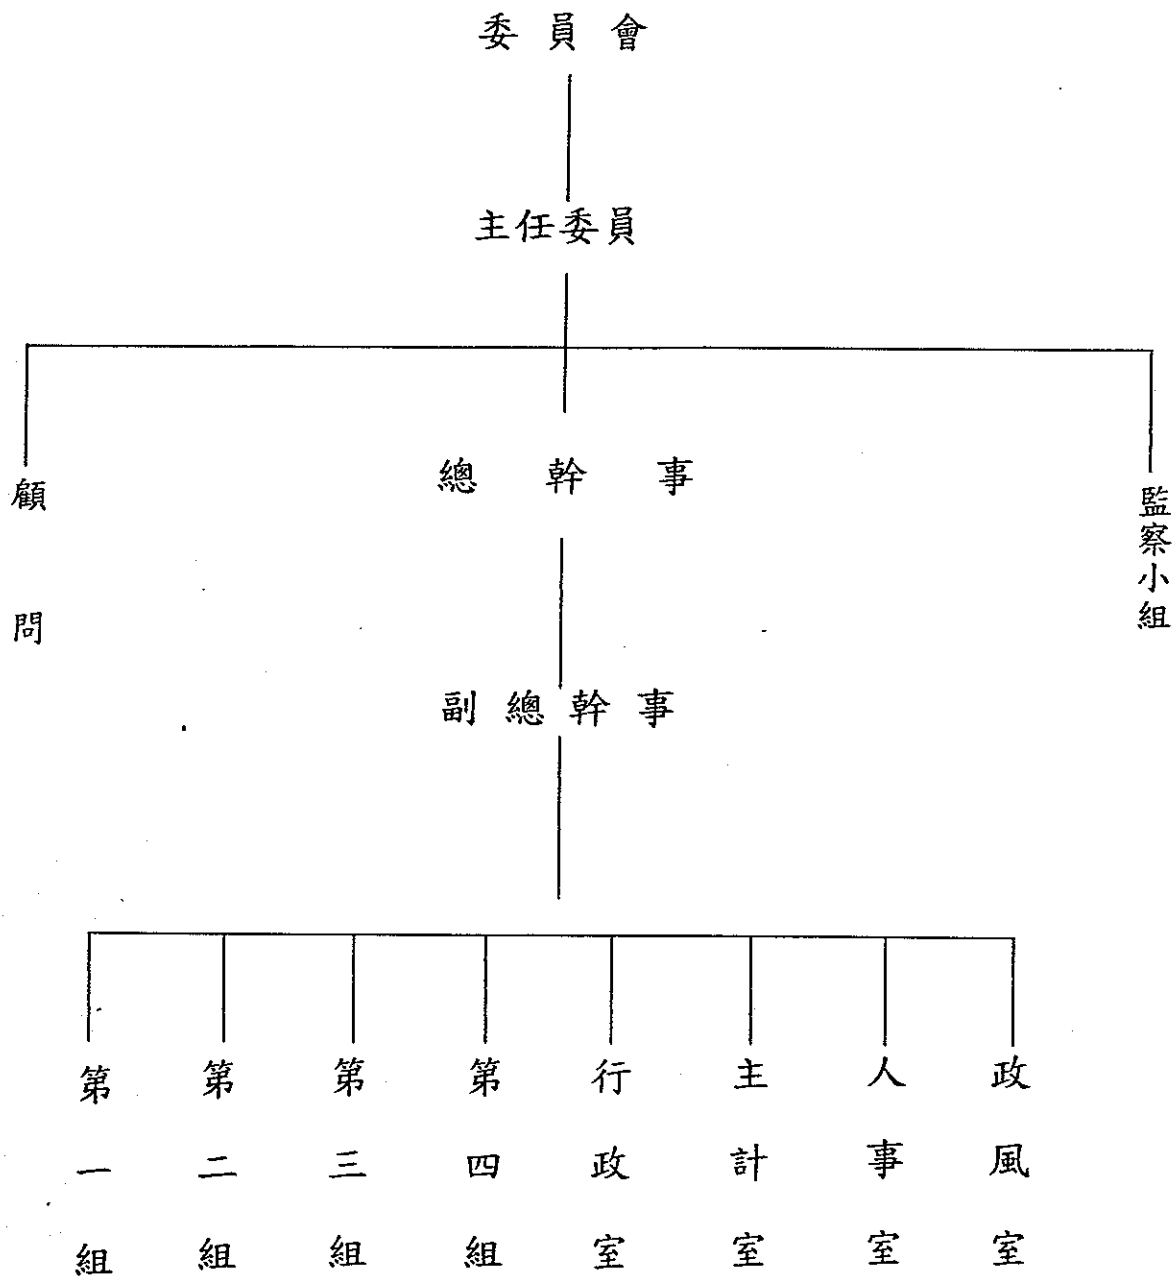 委員會
主任委員
顧問
總幹事
監察小組
副總幹事
第一組
第二組
第三組
第四組
行政室
主計室
人事室
政風室